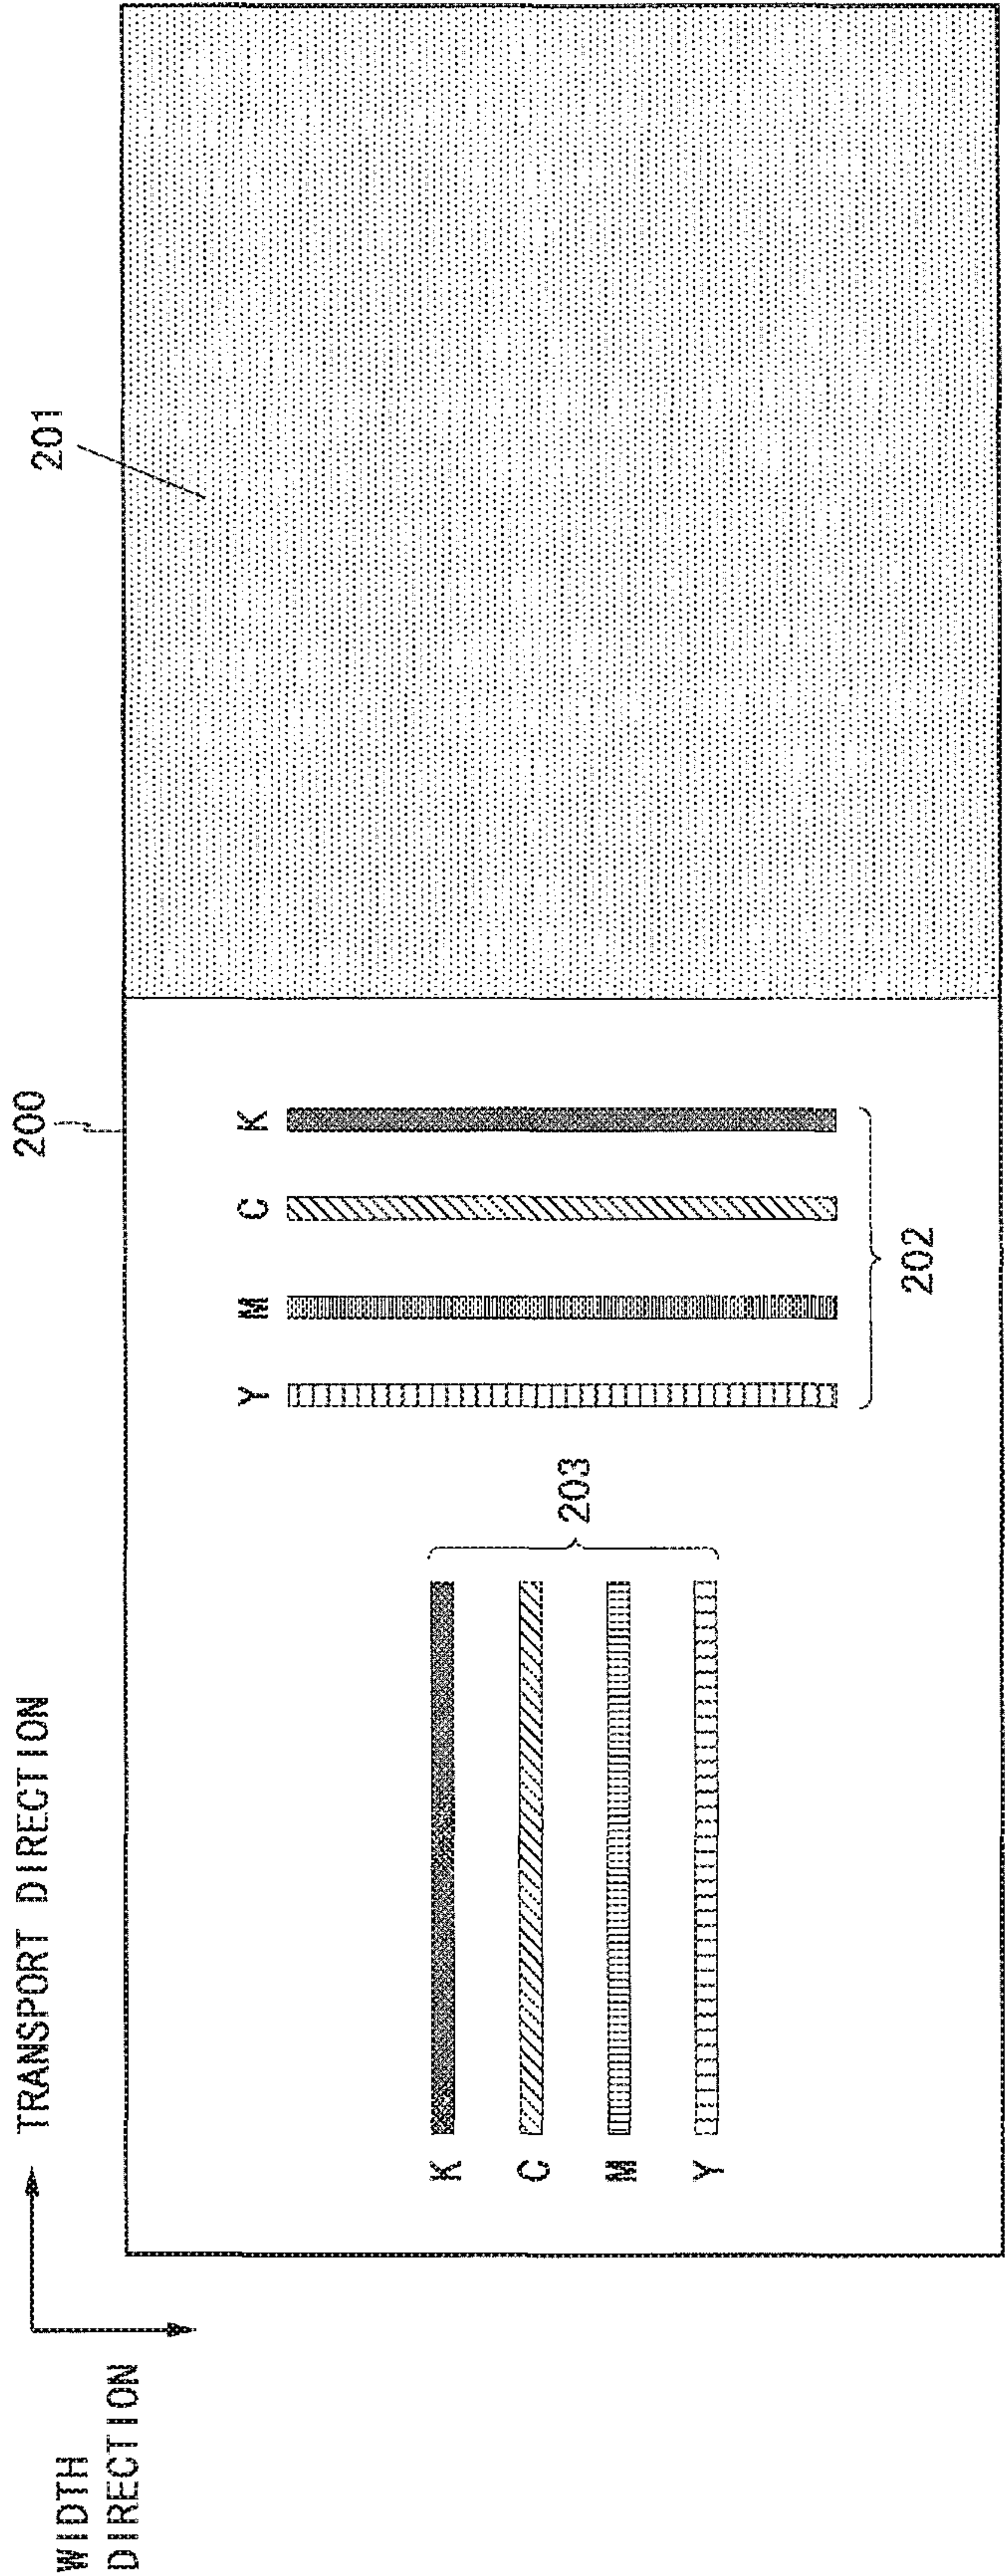 TRANSPORT DIRECTION
WIDTH
DIRECTION
200
201
Y M C K
K
C
M
Y
203
202